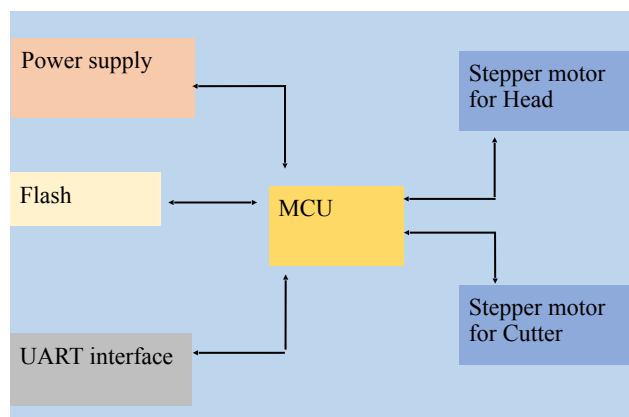 Power supply
Stepper motor
for Head
Flash
MCU
Stepper motor
for Cutter
UART interface